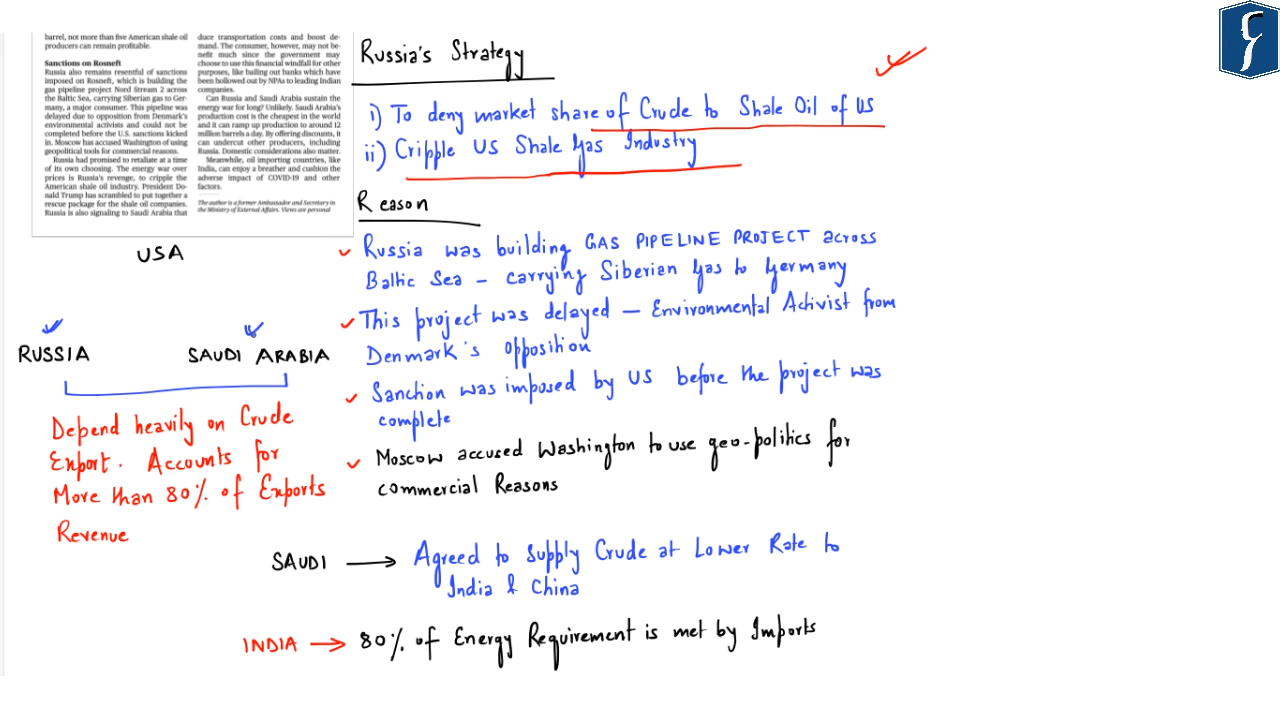 barrel, not more than five American shale oil
producers can remain profitable.
Sanctions on Rosneft
Russia also remains resentful of sanctions
imposed on Rosneft, which is building the
gas pipeline project Nord Stream 2 across
the Baltic Sea, carrying Siberian gas to Ger-
many, a major consumer. This pipeline was
delayed due to opposition from Denmark's
environmental activists and could not be
completed before the U.S. sanctions kicked
in. Moscow has accused Washington of using
geopolitical tools for commercial reasons.
Russia had promised to retaliate at a time
of its own choosing. The energy war over
prices is Russia's revenge, to cripple the
American shale oil industry. President Do-
nald Trump has scrambled to put together a
rescue package for the shale oil companies.
Russia is also signaling to Saudi Arabia that
duce transportation costs and boost de-
mand. The consumer, however, may not be-
nefit much since the government may
choose to use this financial windfall for other
purposes, like bailing out banks which have
been hollowed out by NPAs to leading Indian
companies.
Can Russia and Saudi Arabia sustain the
energy war for long? Unlikely. Saudi Arabia's
production cost is the cheapest in the world
and it can ramp up production to around 12
million barrels a day. By offering discounts, it
can undercut other producers, including
Russia. Domestic considerations also matter.
Meanwhile, oil importing countries, like
India, can enjoy a breather and cushion the
adverse impact of COVID-19 and other
factors.
The author is a former Ambassador and Secretary in
the Ministry of External Affairs. Views are personal
USA
RUSSIA SAUDI ARABIA
Depend heavily on Crude
Export. Accounts for
More than 80% of Exports
Revenue
Russia's Strategy
i) To deny market share of Crude to Shale Oil of US
ii) Cripple US Shale Gas Industry
Reason
Russia was building GAS PIPELINE PROJECT across
Baltic Sea - carrying Siberian Gas to Germany
This project was delayed - Environmental Activist from
Denmark's opposition
Sanction was imposed by US before the project was
complete
Moscow accused Washington to use geo-politics for
commercial Reasons
SAUDI → Agreed to supply Crude at Lower Rate to
India & China
INDIA → 80% of Energy Requirement is met by Imports